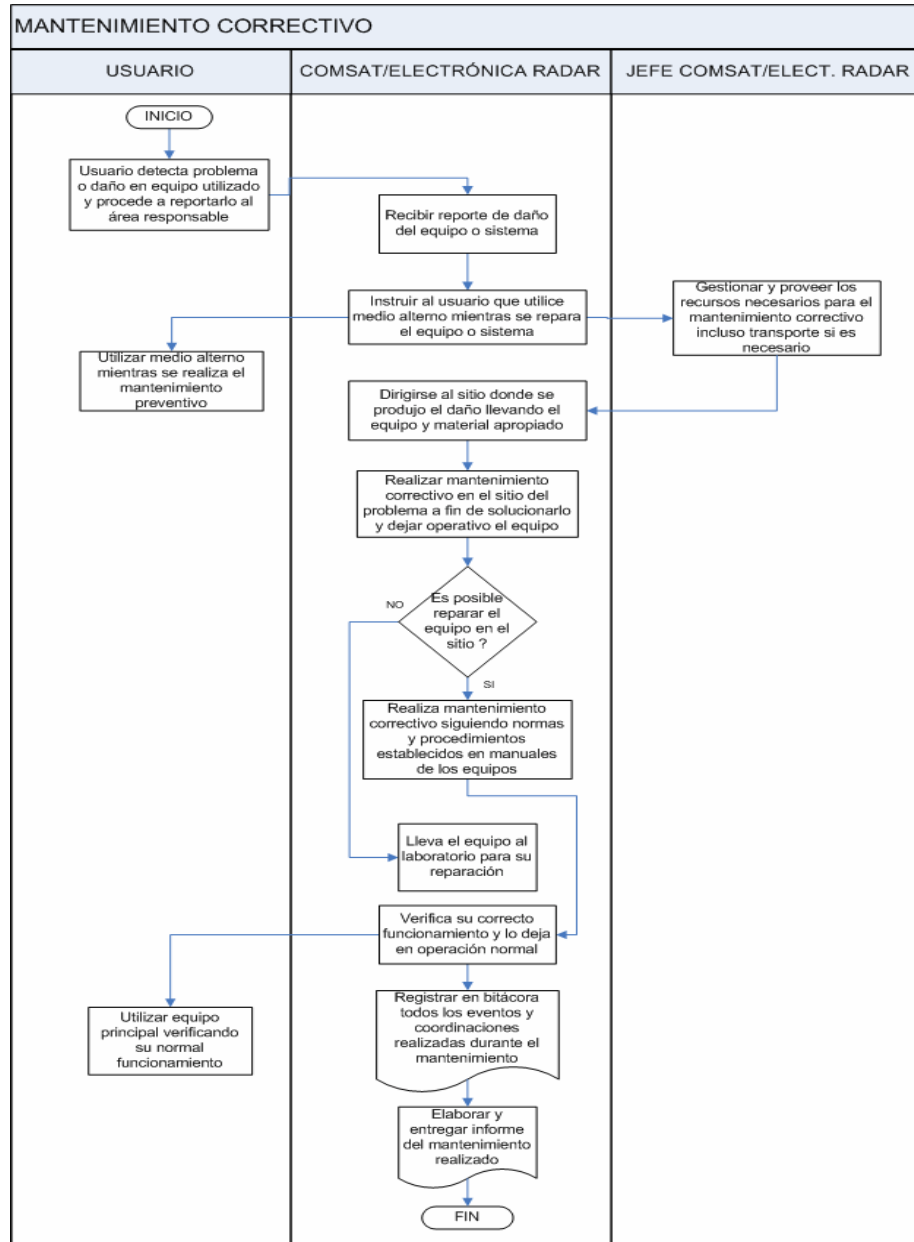 MANTENIMIENTO CORRECTIVO
USUARIO
COMSAT/ELECTRÓNICA RADAR
JEFE COMSAT/ELECT. RADAR
INICIO
Usuario detecta problema
o daño en equipo utilizado
y procede a reportarlo al
área responsable
Recibir reporte de daño
del equipo o sistema
Instruir al usuario que utilice
medio alterno mientras se repara
el equipo o sistema
Gestionar y proveer los
recursos necesarios para el
mantenimiento correctivo
incluso transporte si es
necesario
Utilizar medio alterno
mientras se realiza el
mantenimiento
preventivo
Dirigirse al sitio donde se
produjo el daño llevando el
equipo y material apropiado
Realizar mantenimiento
correctivo en el sitio del
problema a fin de solucionarlo
y dejar operativo el equipo
Es posible
reparar el
equipo en el
sitio ?
NO
SI
Realiza mantenimiento
correctivo siguiendo normas
y procedimientos
establecidos en manuales
de los equipos
Lleva el equipo al
laboratorio para su
reparación
Verifica su correcto
funcionamiento y lo deja
en operación normal
Utilizar equipo
principal verificando
su normal
funcionamiento
Registrar en bitácora
todos los eventos y
coordinaciones
realizadas durante el
mantenimiento
Elaborar y
entregar informe
del mantenimiento
realizado
FIN